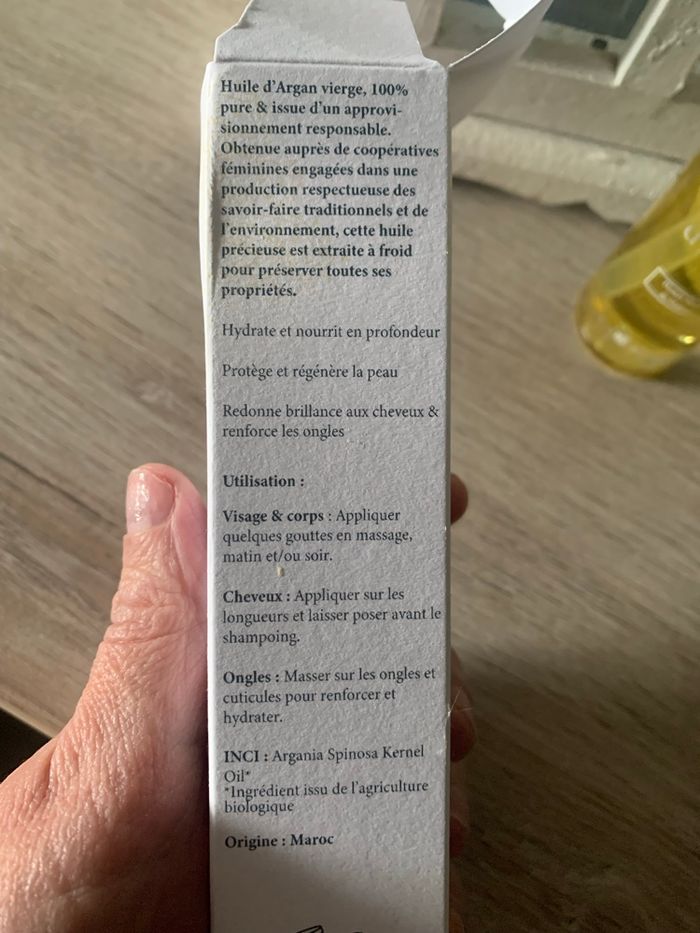 Huile d'Argan vierge, 100%
pure & issue d'un approvi-
sionnement responsable.
Obtenue auprès de coopératives
féminines engagées dans une
production respectueuse des
savoir-faire traditionnels et de
l'environnement, cette huile
précieuse est extraite à froid
pour préserver toutes ses
propriétés.
Hydrate et nourrit en profondeur
Protège et régénère la peau
Redonne brillance aux cheveux &
renforce les ongles
Utilisation :
Visage & corps : Appliquer
quelques gouttes en massage,
matin et/ou soir.
Cheveux : Appliquer sur les
longueurs et laisser poser avant le
shampoing.
Ongles : Masser sur les ongles et
cuticules pour renforcer et
hydrater.
INCI : Argania Spinosa Kernel
Oil*
*Ingrédient issu de l'agriculture
biologique
Origine : Maroc